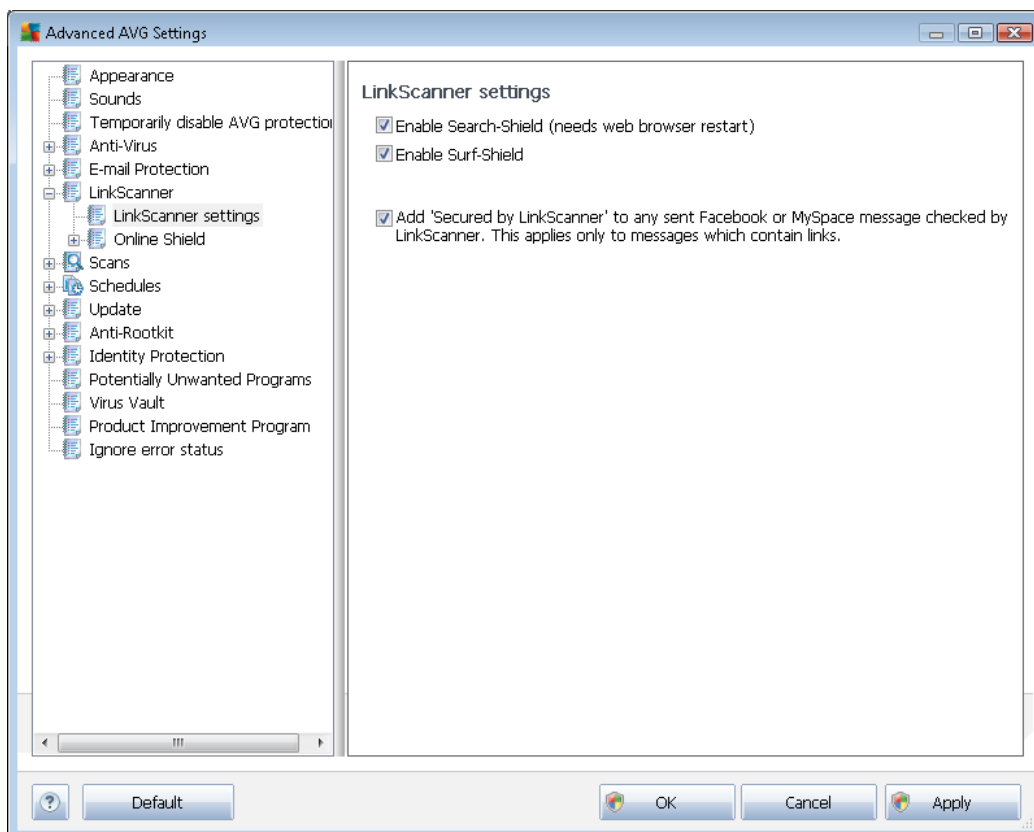 Advanced AVG Settings
Appearance
Sounds
Temporarily disable AVG protection
Anti-Virus
E-mail Protection
LinkScanner
LinkScanner settings
Online Shield
Scans
Schedules
Update
Anti-Rootkit
Identity Protection
Potentially Unwanted Programs
Virus Vault
Product Improvement Program
Ignore error status
LinkScanner settings
Enable Search-Shield (needs web browser restart)
Enable Surf-Shield
Add 'Secured by LinkScanner' to any sent Facebook or MySpace message checked by
LinkScanner. This applies only to messages which contain links.
?
Default
OK
Cancel
Apply